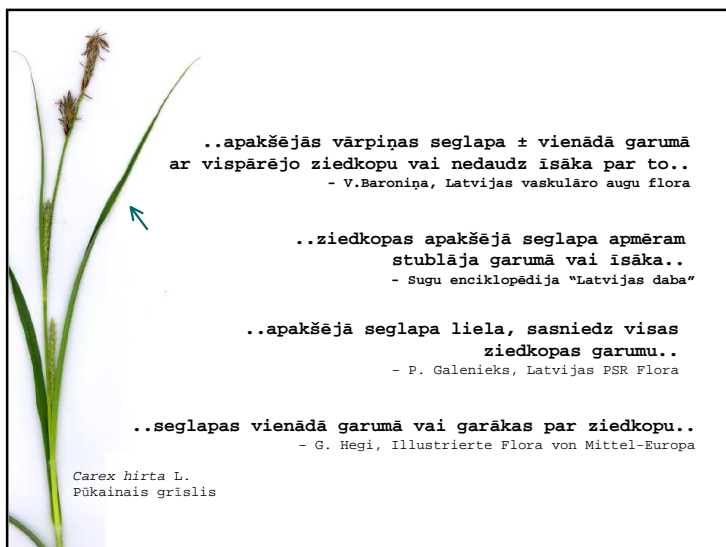 ..apakšējās vārpiņas seglapa ± vienādā garumā
ar vispārējo ziedkopu vai nedaudz īsāka par to..
- V.Baroniņa, Latvijas vaskulāro augu flora
..ziedkopas apakšējā seglapa apmēram
stublāja garumā vai īsāka..
- Sugu enciklopēdija “Latvijas daba”
..apakšējā seglapa liela, sasniedz visas
ziedkopas garumu..
- P. Galenieks, Latvijas PSR Flora
..seglapas vienādā garumā vai garākas par ziedkopu..
- G. Hegi, Illustrierte Flora von Mittel-Europa
Carex hirta L.
Pūkainais grīslis